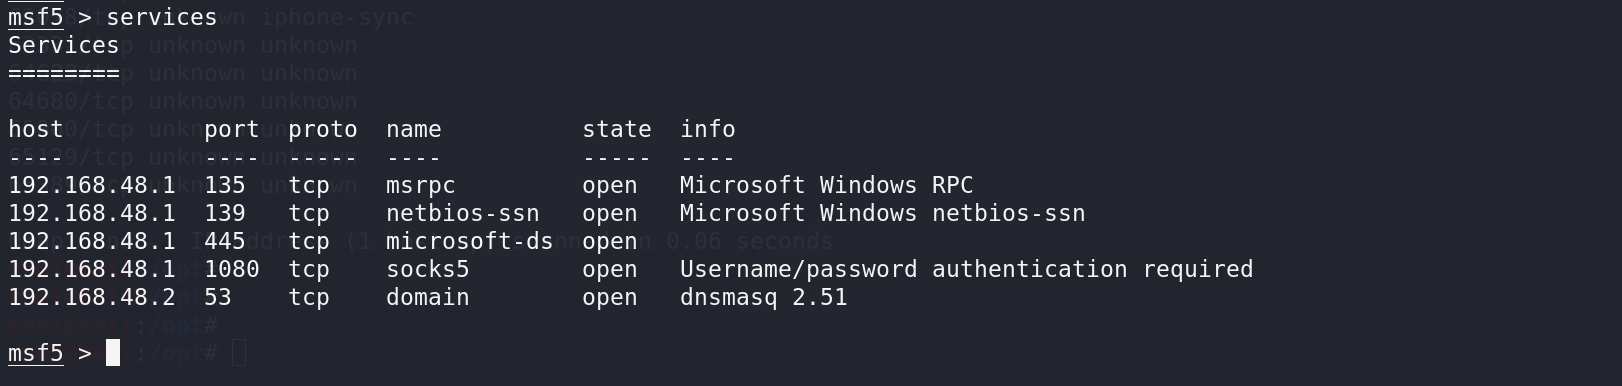 msf5 > services
Services
========
host port proto name state info
---- ---- ----- ---- ----- ----
192.168.48.1 135 tcp msrpc open Microsoft Windows RPC
192.168.48.1 139 tcp netbios-ssn open Microsoft Windows netbios-ssn
192.168.48.1 445 tcp microsoft-ds open
192.168.48.1 1080 tcp socks5 open Username/password authentication required
192.168.48.2 53 tcp domain open dnsmasq 2.51
msf5 >